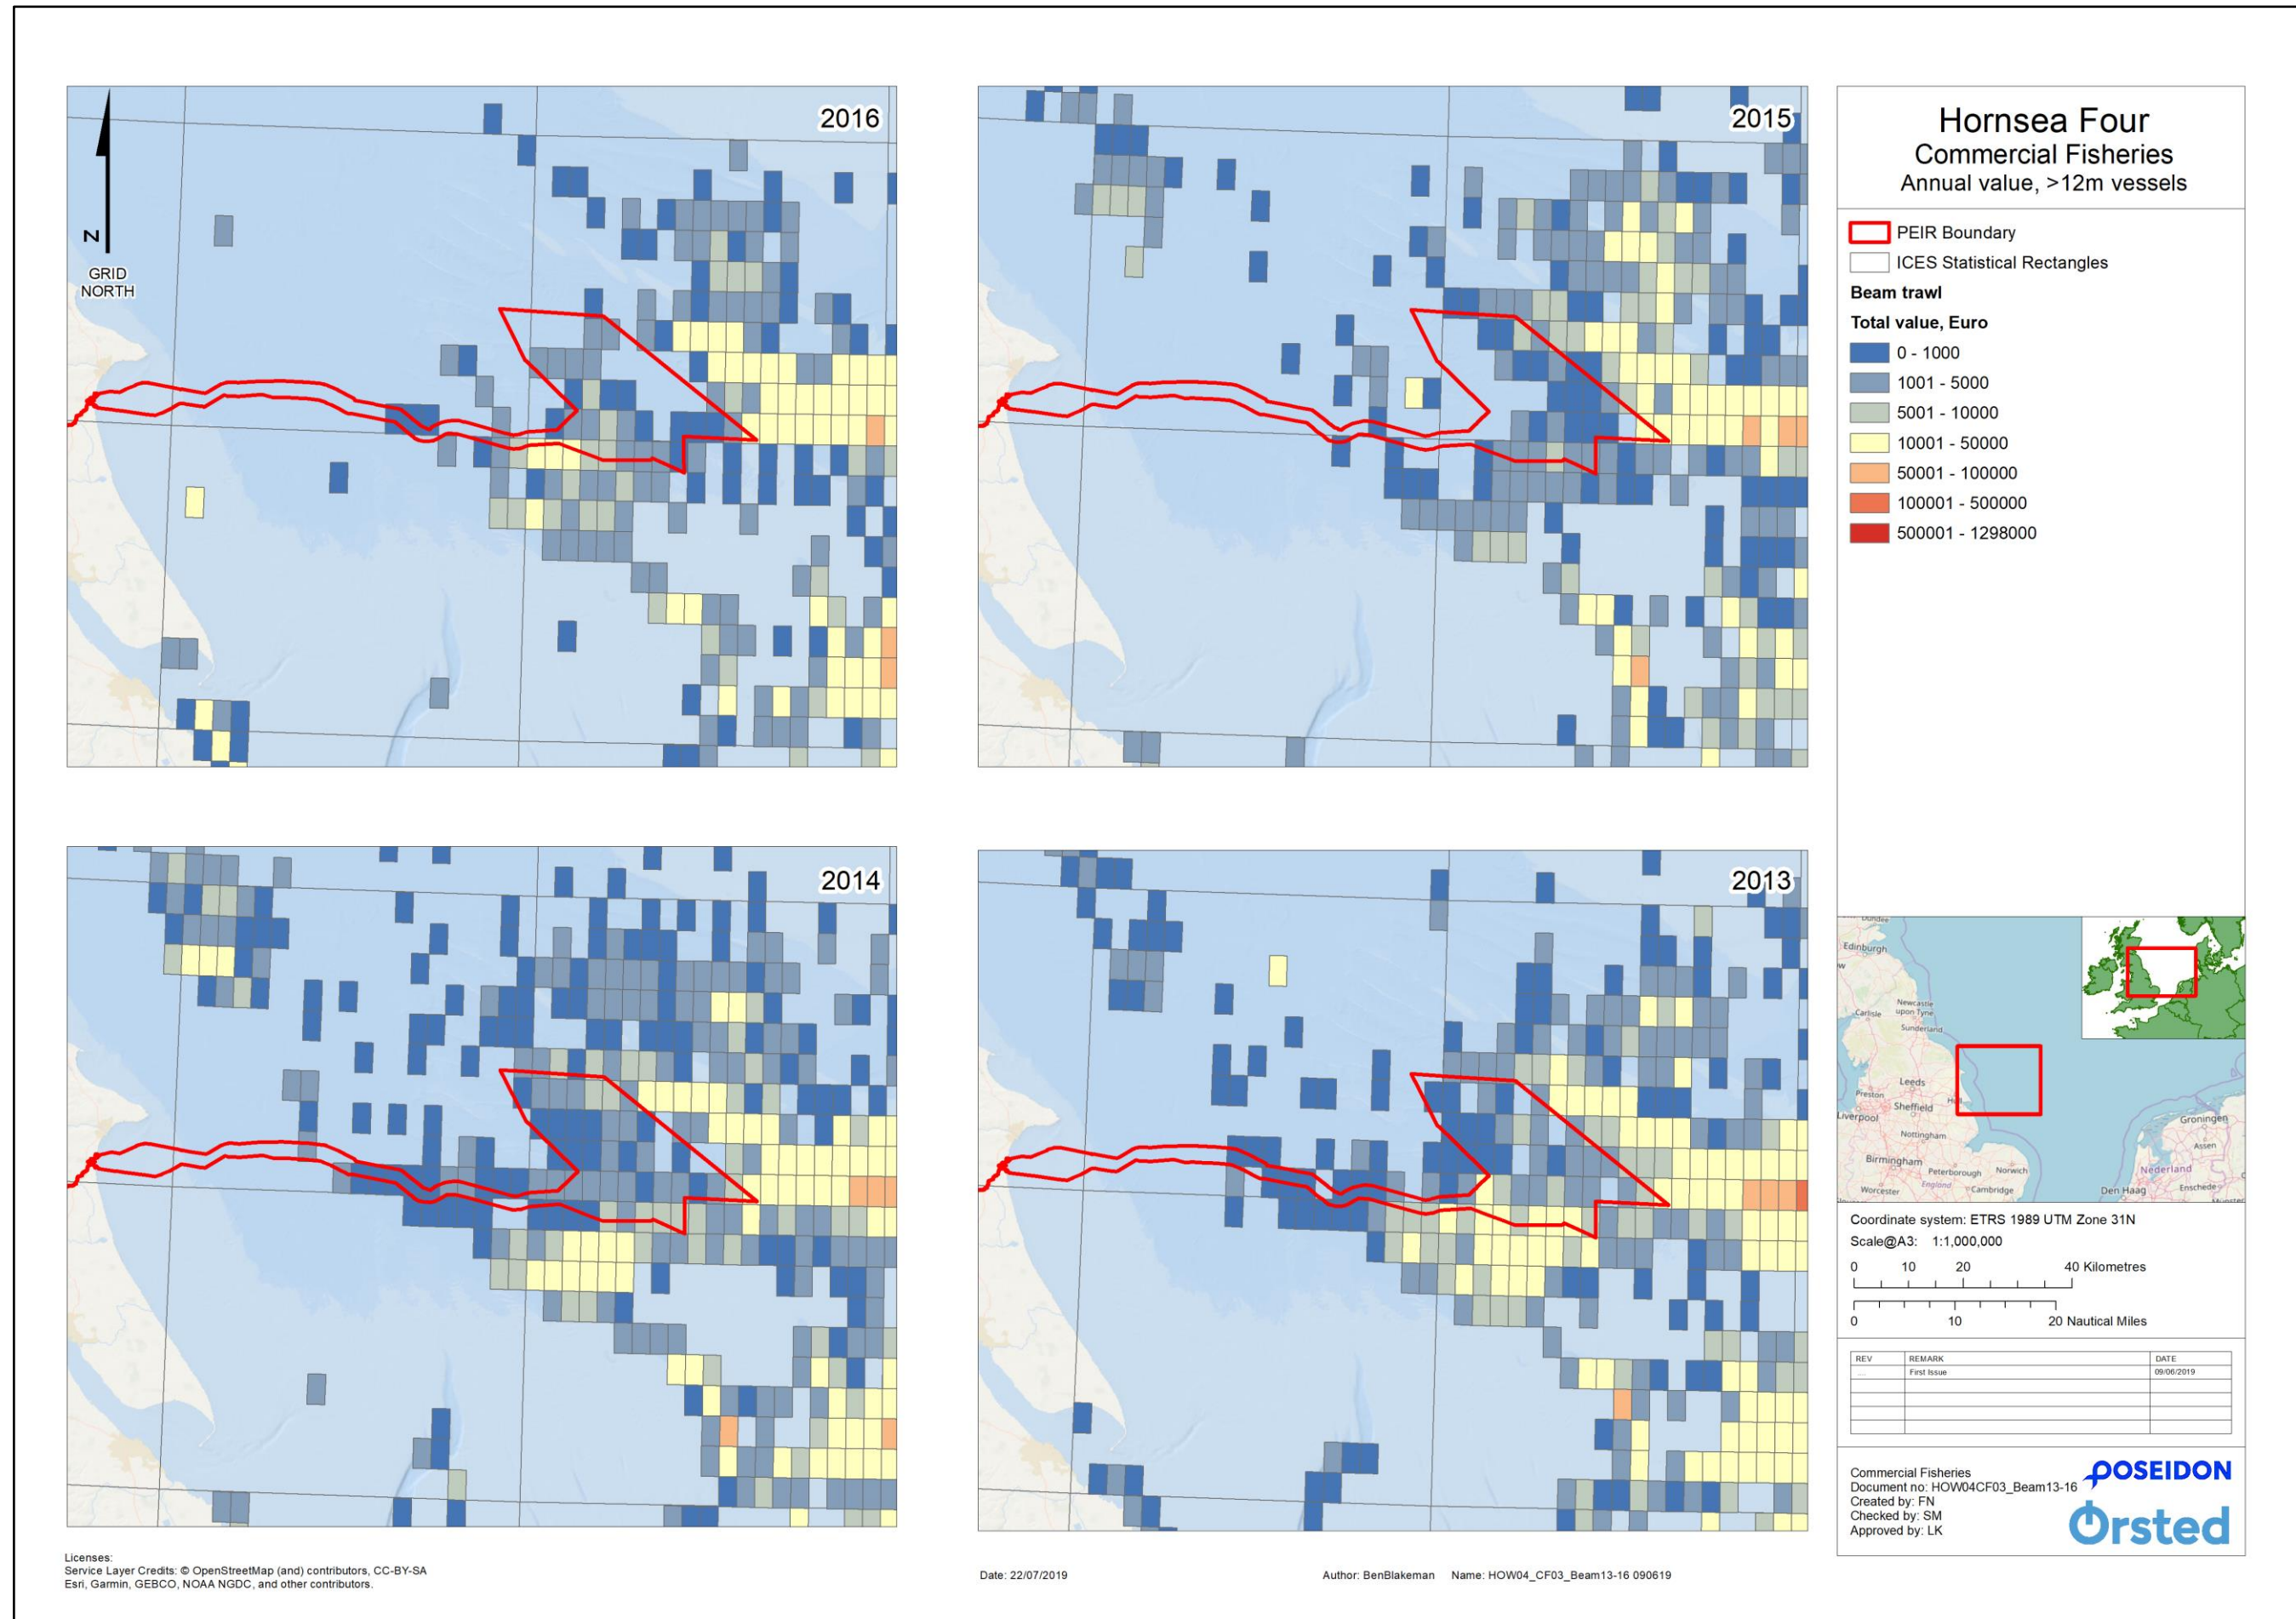 2016
2015
N
GRID
NORTH
2014
2013
Hornsea Four
Commercial Fisheries
Annual value, >12m vessels
PEIR Boundary
ICES Statistical Rectangles
Beam trawl
Total value, Euro
0 - 1000
1001 - 5000
5001 - 10000
10001 - 50000
50001 - 100000
100001 - 500000
500001 - 1298000
Dundee
Edinburgh
Newcastle
upon Tyne
Carlisle
Sunderland
Leeds
Preston
Hull
Liverpool
Sheffield
Nottingham
Birmingham
Peterborough
Norwich
England
Worcester
Cambridge
Groningen
Assen
Nederland
Den Haag
Enschede
Münster
Coordinate system: ETRS 1989 UTM Zone 31N
Scale@A3: 1:1,000,000
0 10 20 40 Kilometres
0 10 20 Nautical Miles
REV REMARK DATE
.... First Issue 09/06/2019
Commercial Fisheries
Document no: HOW04CF03_Beam13-16
Created by: FN
Checked by: SM
Approved by: LK
POSEIDON
Orsted
Licenses:
Service Layer Credits: © OpenStreetMap (and) contributors, CC-BY-SA
Esri, Garmin, GEBCO, NOAA NGDC, and other contributors.
Date: 22/07/2019 Author: BenBlakeman Name: HOW04_CF03_Beam13-16 090619